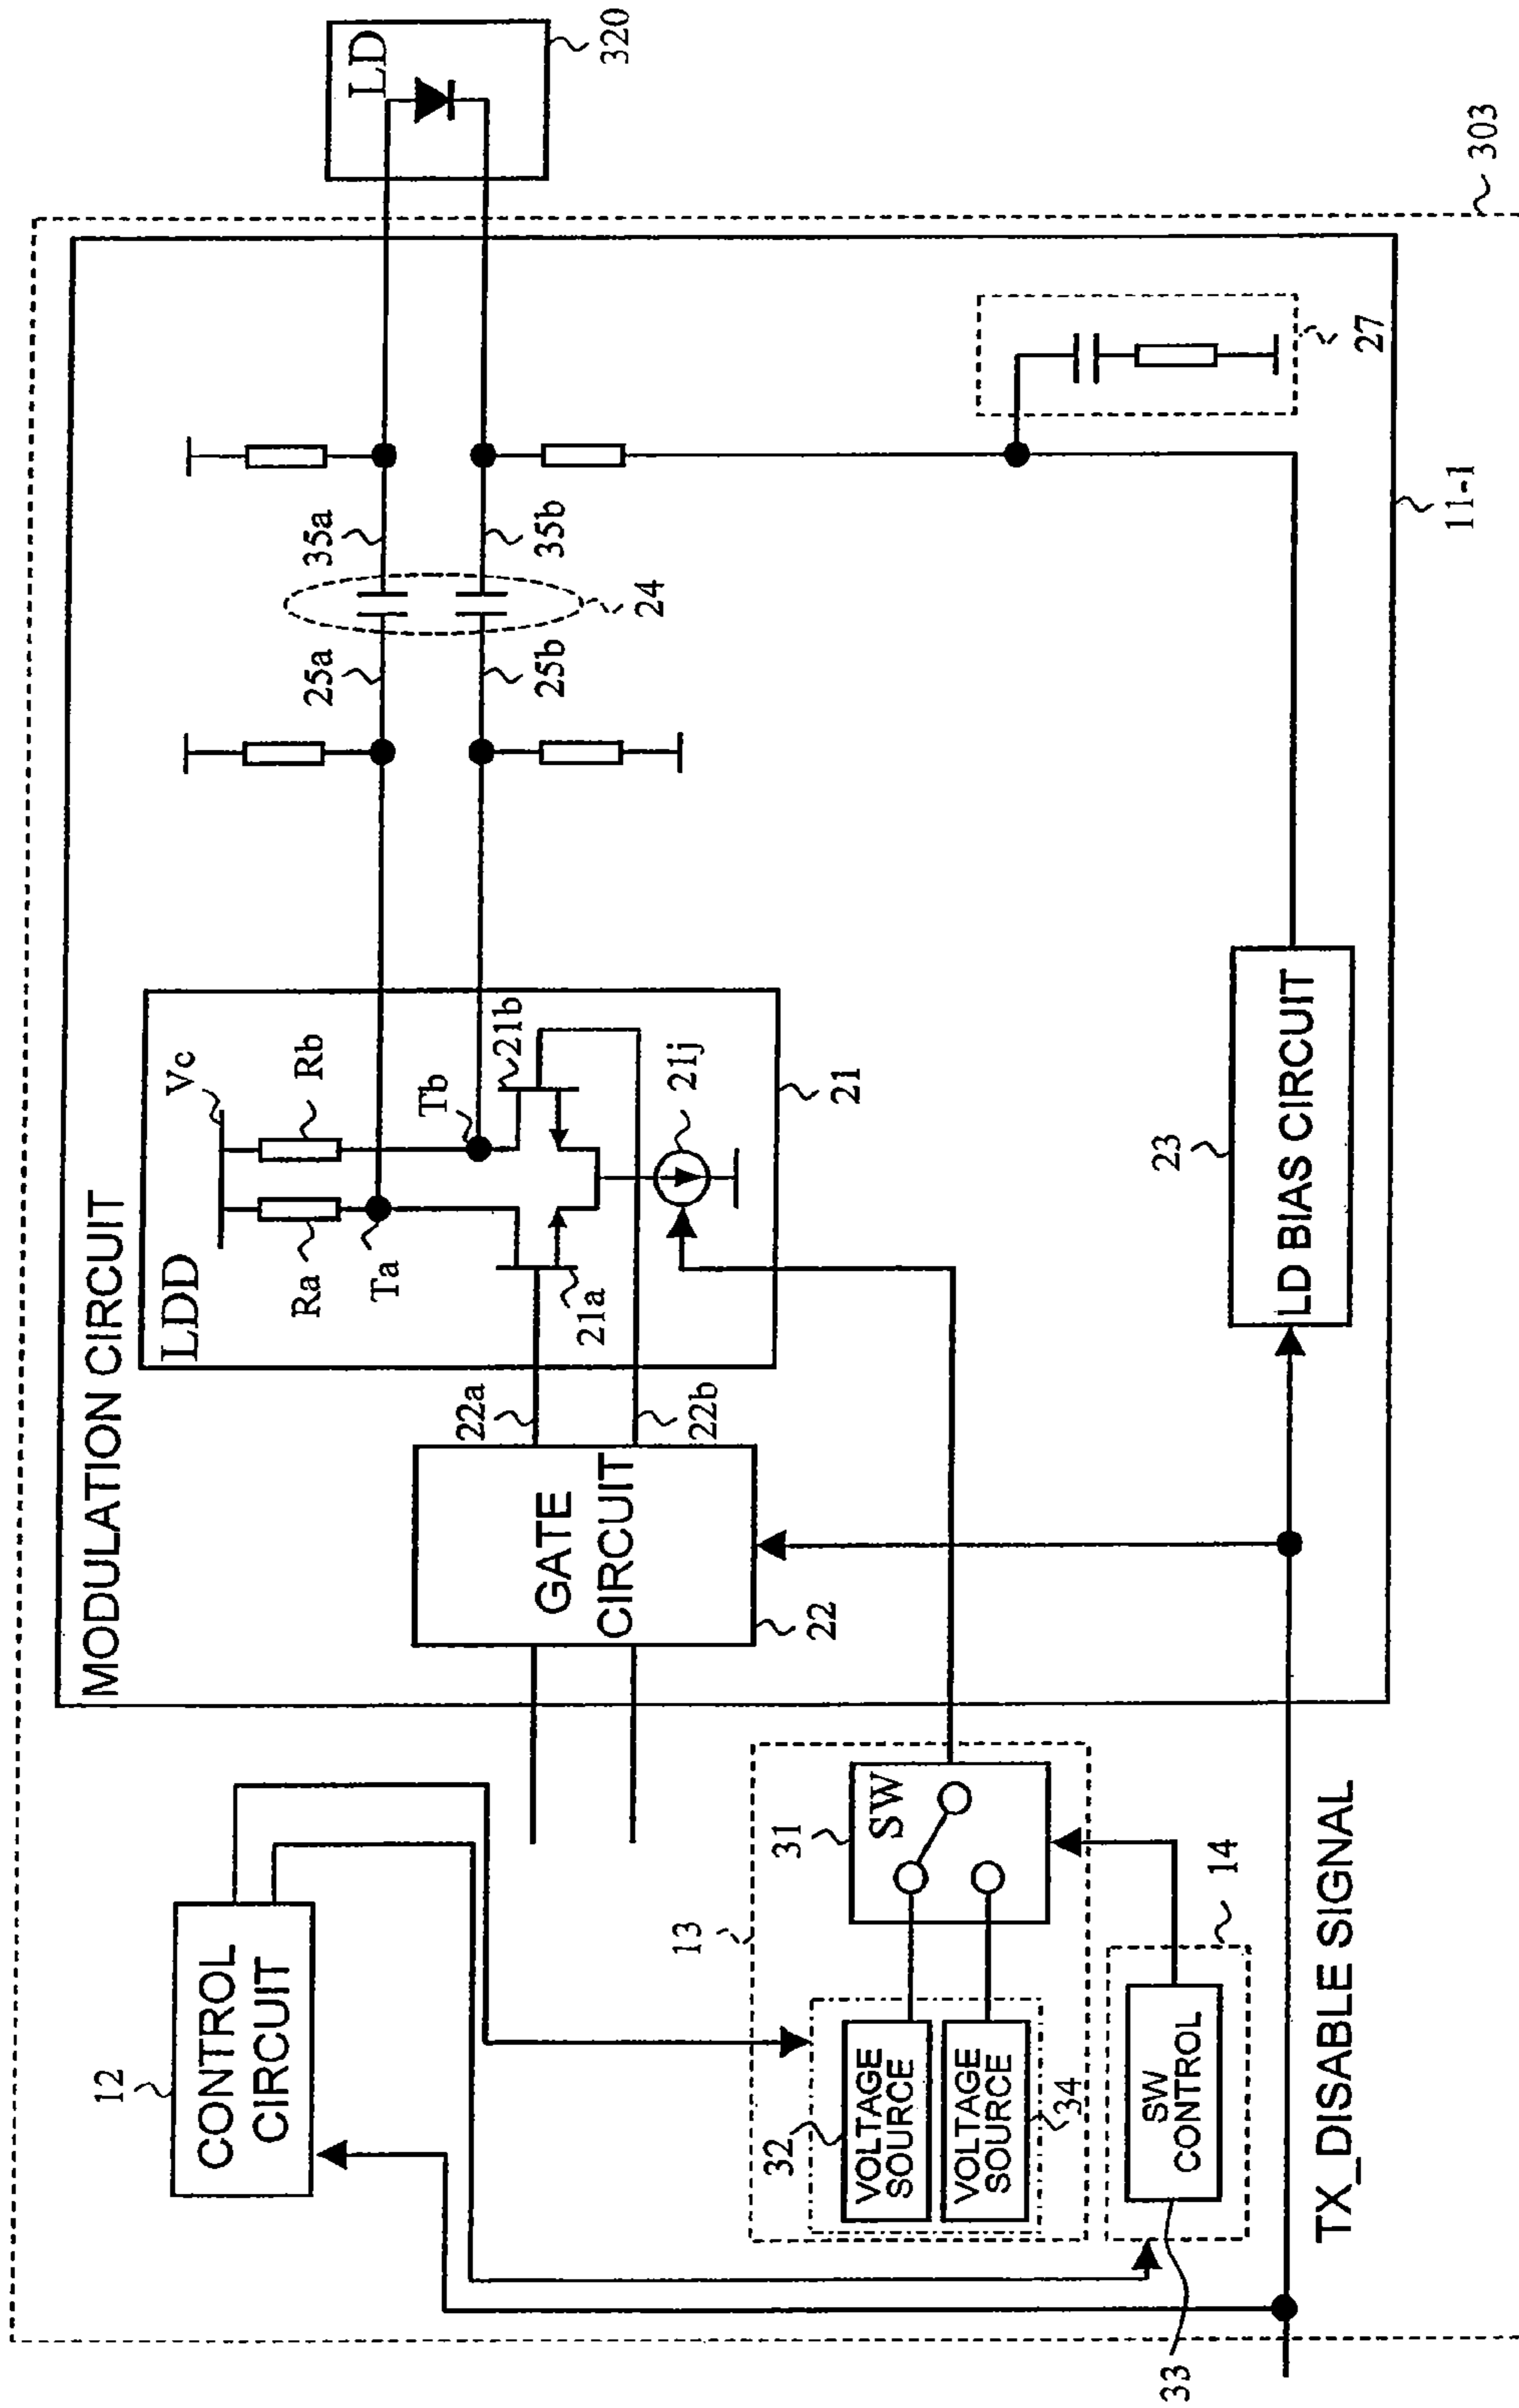 303
MODULATION CIRCUIT
12
CONTROL
CIRCUIT
22a
22b
GATE
CIRCUIT
22
LDD
Vc
Ra
Rb
Ta
Tb
21a
21b
21j
21
25a
25b
24
35a
35b
LD
320
13
31
SW
32
VOLTAGE
SOURCE
VOLTAGE
SOURCE
34
14
SW
CONTROL
33
TX_DISABLE SIGNAL
23
LD BIAS CIRCUIT
27
11-1